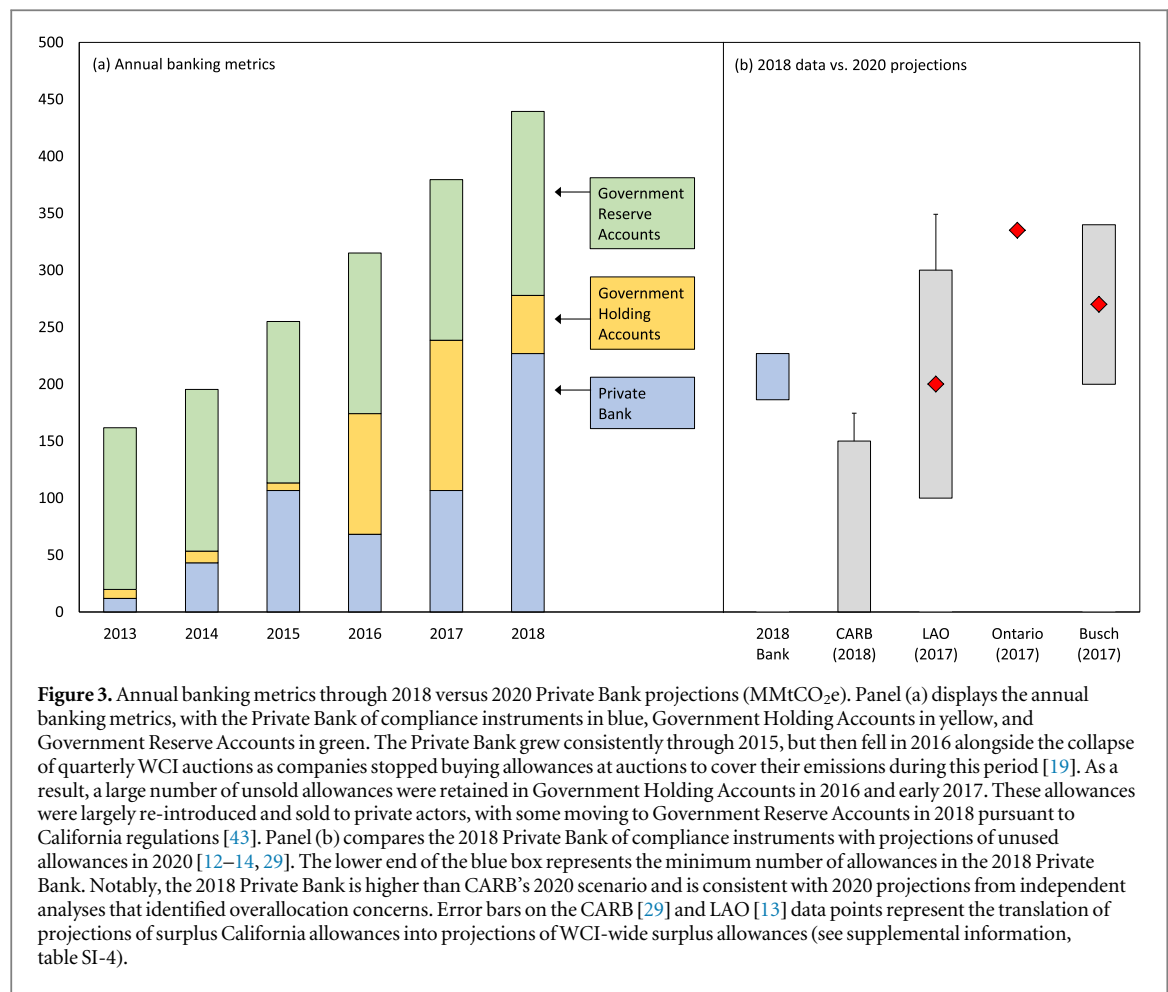 500
450
400
350
300
250
200
150
100
50
0
(a) Annual banking metrics
Government
Reserve
Accounts
Government
Holding
Accounts
Private
Bank
2013
2014
2015
2016
2017
2018
(b) 2018 data vs. 2020 projections
2018
Bank
CARB
(2018)
LAO
(2017)
Ontario
(2017)
Busch
(2017)
Figure 3. Annual banking metrics through 2018 versus 2020 Private Bank projections (MMtCO₂e). Panel (a) displays the annual
banking metrics, with the Private Bank of compliance instruments in blue, Government Holding Accounts in yellow, and
Government Reserve Accounts in green. The Private Bank grew consistently through 2015, but then fell in 2016 alongside the collapse
of quarterly WCI auctions as companies stopped buying allowances at auctions to cover their emissions during this period [19]. As a
result, a large number of unsold allowances were retained in Government Holding Accounts in 2016 and early 2017. These allowances
were largely re-introduced and sold to private actors, with some moving to Government Reserve Accounts in 2018 pursuant to
California regulations [43]. Panel (b) compares the 2018 Private Bank of compliance instruments with projections of unused
allowances in 2020 [12–14, 29]. The lower end of the blue box represents the minimum number of allowances in the 2018 Private
Bank. Notably, the 2018 Private Bank is higher than CARB's 2020 scenario and is consistent with 2020 projections from independent
analyses that identified overallocation concerns. Error bars on the CARB [29] and LAO [13] data points represent the translation of
projections of surplus California allowances into projections of WCI-wide surplus allowances (see supplemental information,
table SI-4).